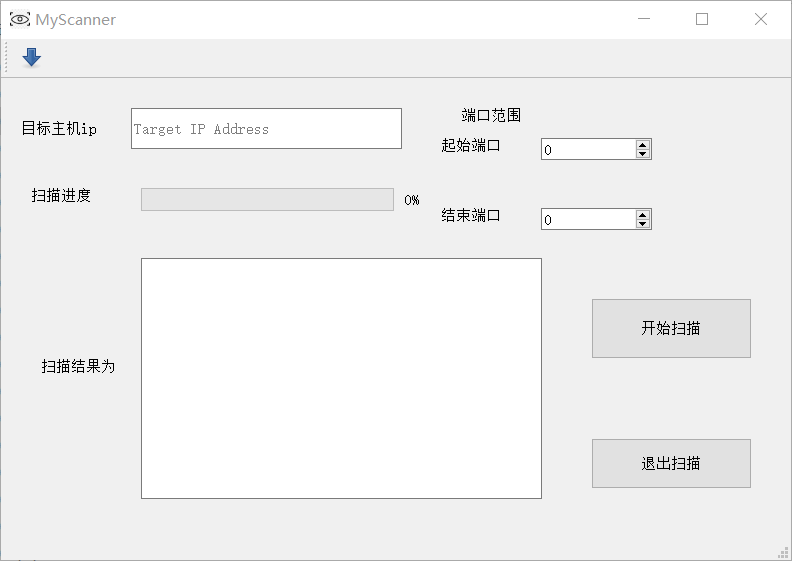 MyScanner
目标主机ip
Target IP Address
端口范围
起始端口
0
扫描进度
0%
结束端口
0
扫描结果为
开始扫描
退出扫描